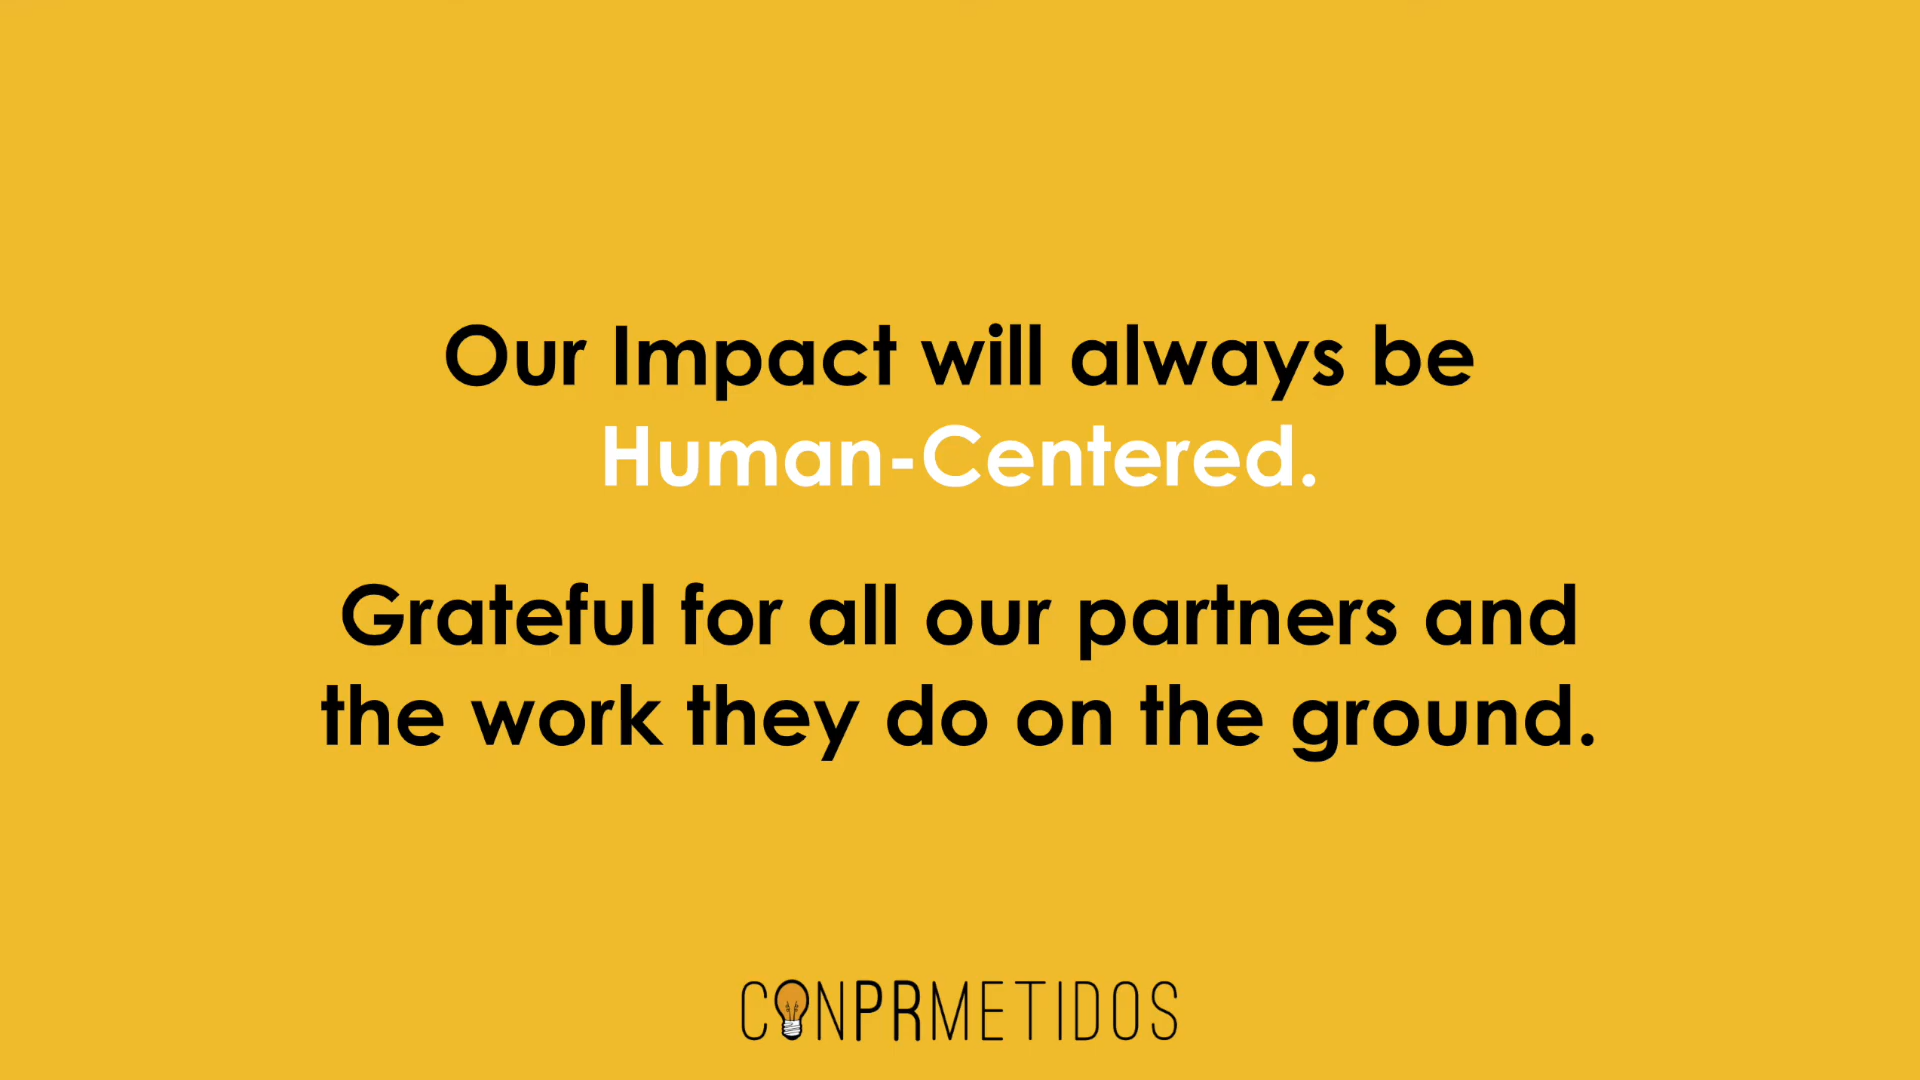 Our Impact will always be
Human-Centered.
Grateful for all our partners and
the work they do on the ground.
CONPRMETIDOS